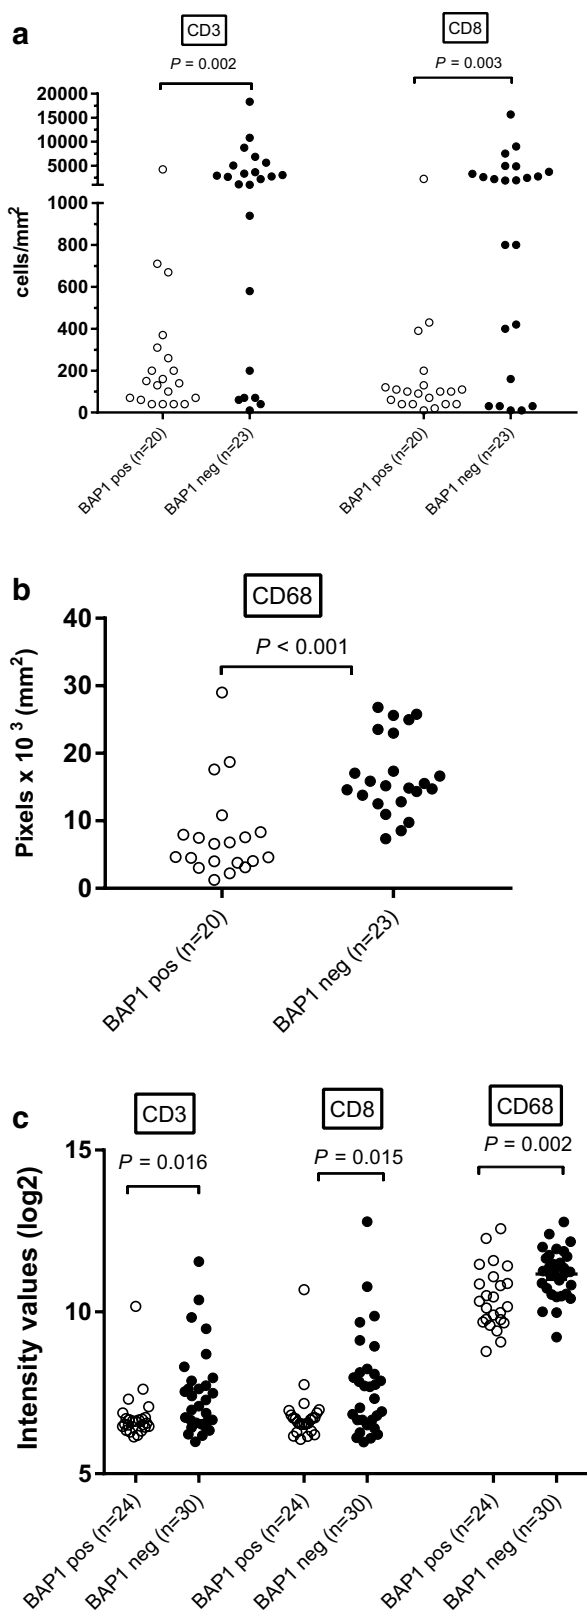 a
CD3
CD8
P = 0.002
P = 0.003
20000
15000
10000
5000
1000
800
600
400
200
0
cells/mm2
BAP1 pos (n=20)
BAP1 neg (n=23)
BAP1 pos (n=20)
BAP1 neg (n=23)
b
CD68
P < 0.001
40
30
20
10
0
Pixels x 10 3 (mm2)
BAP1 pos (n=20)
BAP1 neg (n=23)
c
CD3
CD8
CD68
P = 0.016
P = 0.015
P = 0.002
15
10
5
Intensity values (log2)
BAP1 pos (n=24)
BAP1 neg (n=30)
BAP1 pos (n=24)
BAP1 neg (n=30)
BAP1 pos (n=24)
BAP1 neg (n=30)